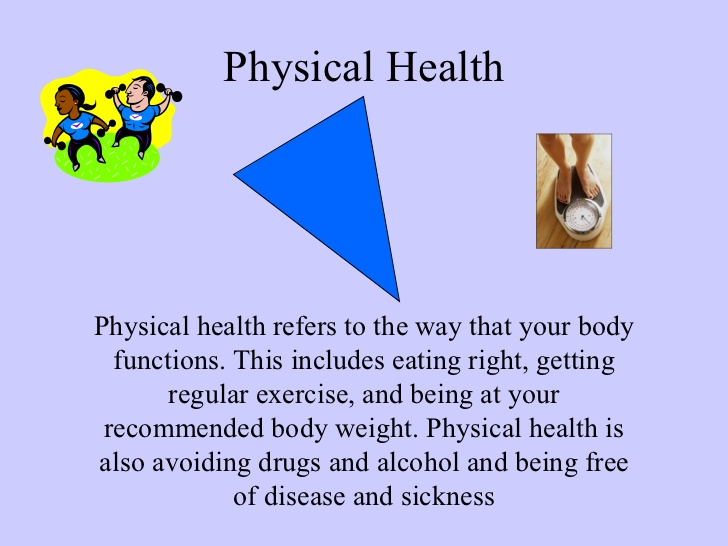 Physical Health
Physical health refers to the way that your body
functions. This includes eating right, getting
regular exercise, and being at your
recommended body weight. Physical health is
also avoiding drugs and alcohol and being free
of disease and sickness